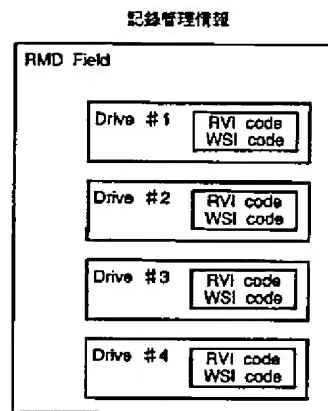 記録管理情報
RMD Field
Drive #1
RVI code
WSI code
Drive #2
RVI code
WSI code
Drive #3
RVI code
WSI code
Drive #4
RVI code
WSI code